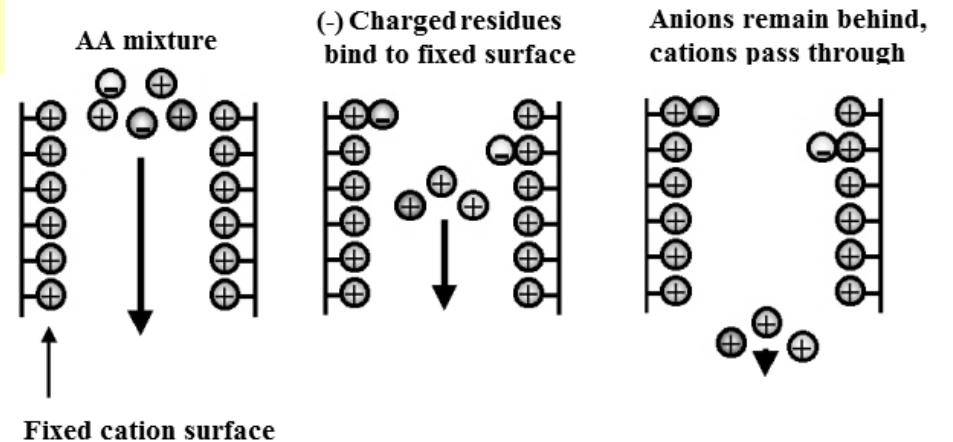 AA mixture
(-) Charged residues
bind to fixed surface
Anions remain behind,
cations pass through
Fixed cation surface